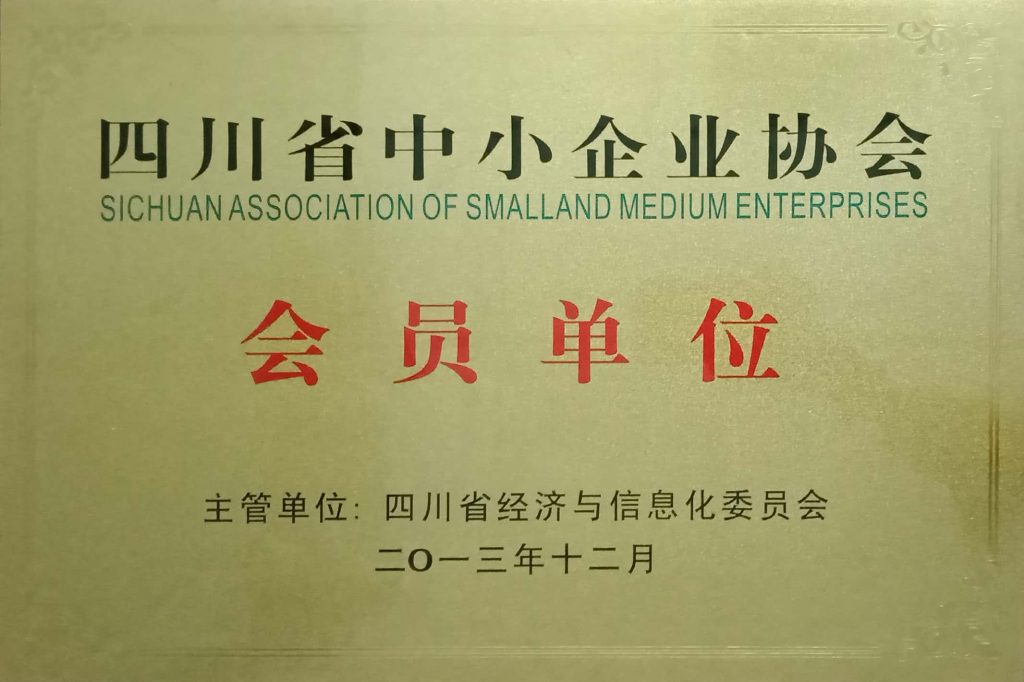 四川省中小企业协会
SICHUAN ASSOCIATION OF SMALLAND MEDIUM ENTERPRISES
会员单位
主管单位: 四川省经济与信息化委员会
二〇一三年十二月